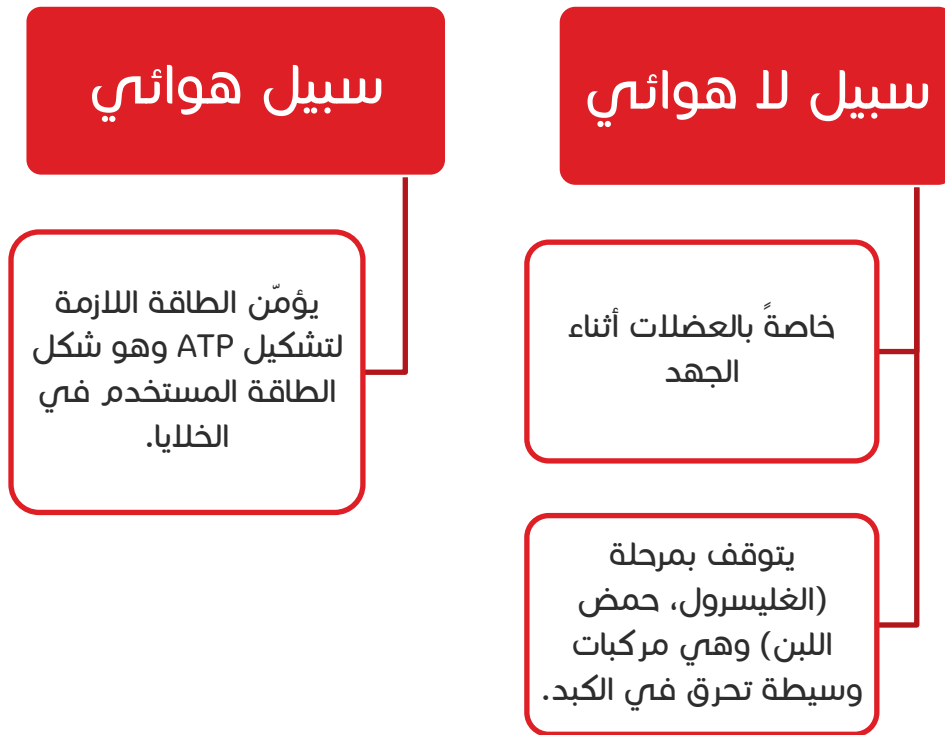 سبيل لا هوائي
خاصةً بالعضلات أثناء
الجهد
يتوقف بمرحلة
(الغليسرول، حمض
اللبن) وهي مركبات
وسيطة تحرق في الكبد.
سبيل هوائي
يؤمّن الطاقة اللازمة
لتشكيل ATP وهو شكل
الطاقة المستخدم في
الخلايا.